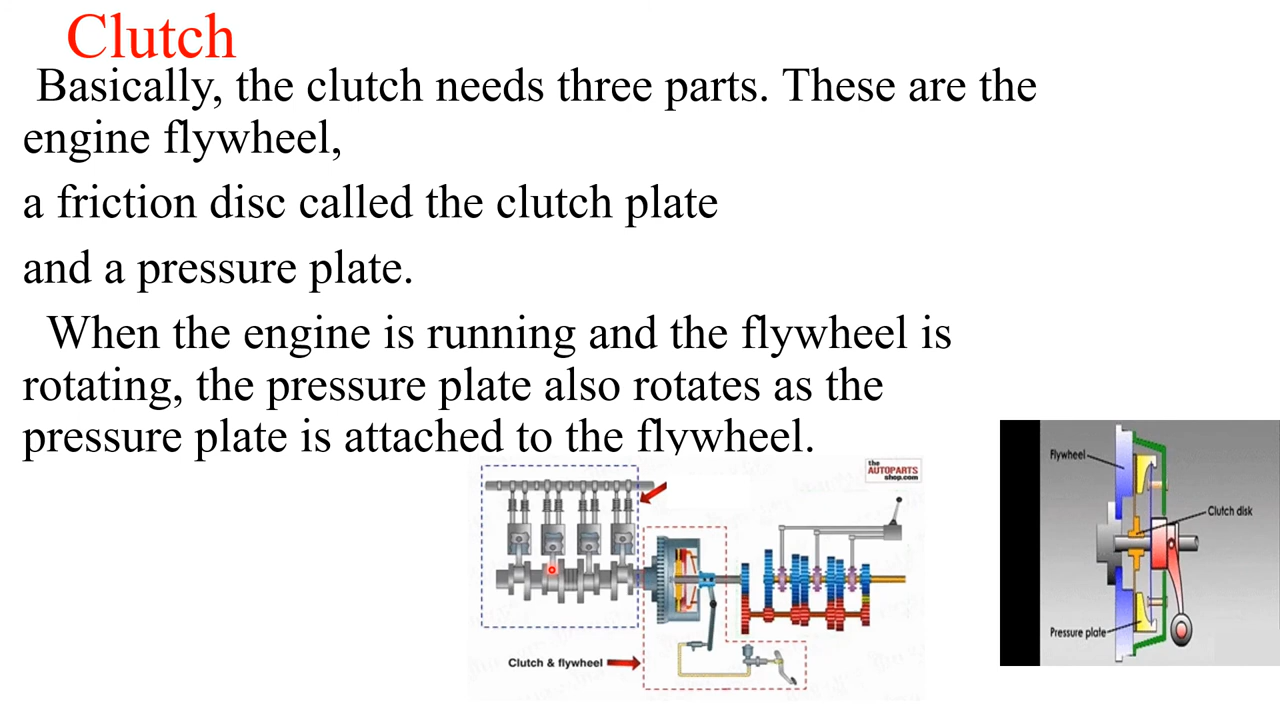 Clutch
Basically, the clutch needs three parts. These are the
engine flywheel,
a friction disc called the clutch plate
and a pressure plate.
When the engine is running and the flywheel is
rotating, the pressure plate also rotates as the
pressure plate is attached to the flywheel.
the
AUTOPARTS
shop.com
Clutch & flywheel
Flywheel
Clutch disk
Pressure plate